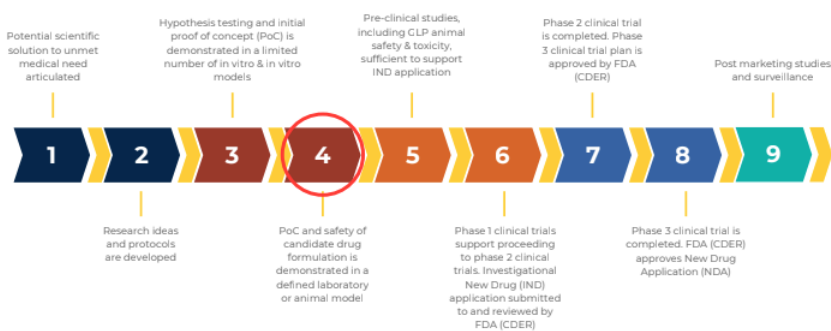 Potential scientific
solution to unmet
medical need
articulated
Hypothesis testing and initial
proof of concept (PoC) is
demonstrated in a limited
number of in vitro & in vitro
models
Pre-clinical studies,
including GLP animal
safety & toxicity,
sufficient to support
IND application
Phase 2 clinical trial
is completed. Phase
3 clinical trial plan is
approved by FDA
(CDER)
Post marketing studies
and surveillance
1
2
3
4
5
6
7
8
9
Research ideas
and protocols
are developed
PoC and safety of
candidate drug
formulation is
demonstrated in a
defined laboratory
or animal model
Phase 1 clinical trials
support proceeding
to phase 2 clinical
trials. Investigational
New Drug (IND)
application submitted
to and reviewed by
FDA (CDER)
Phase 3 clinical trial is
completed. FDA (CDER)
approves New Drug
Application (NDA)